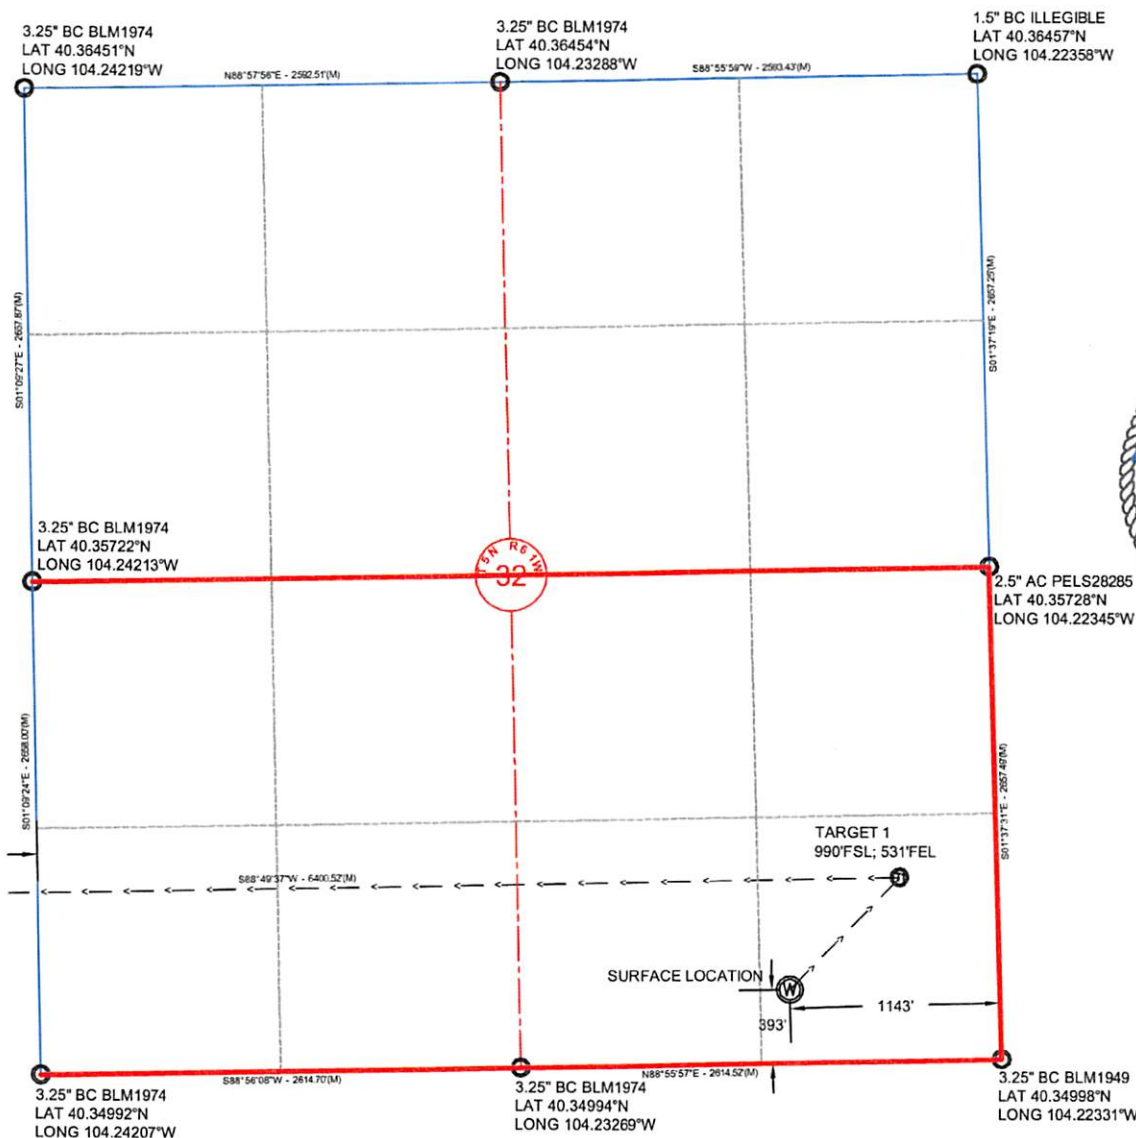 3.25" BC BLM1974
LAT 40.36451°N
LONG 104.24219°W
3.25" BC BLM1974
LAT 40.36454°N
LONG 104.23288°W
1.5" BC ILLEGIBLE
LAT 40.36457°N
LONG 104.22358°W
N88°57'56"E - 2592.51'(M)
S88°55'59"W - 2593.43'(M)
S01°09'27"E - 2657.87'(M)
S01°37'19"E - 2657.25'(M)
3.25" BC BLM1974
LAT 40.35722°N
LONG 104.24213°W
T5N R61W
32
2.5" AC PELS28285
LAT 40.35728°N
LONG 104.22345°W
S01°09'24"E - 2658.00'(M)
S01°37'31"E - 2657.49'(M)
TARGET 1
990'FSL; 531'FEL
S88°49'37"W - 6400.52'(M)
SURFACE LOCATION
W
1143'
393'
S88°56'08"W - 2614.70'(M)
N88°55'57"E - 2614.52'(M)
3.25" BC BLM1974
LAT 40.34992°N
LONG 104.24207°W
3.25" BC BLM1974
LAT 40.34994°N
LONG 104.23269°W
3.25" BC BLM1949
LAT 40.34998°N
LONG 104.22331°W